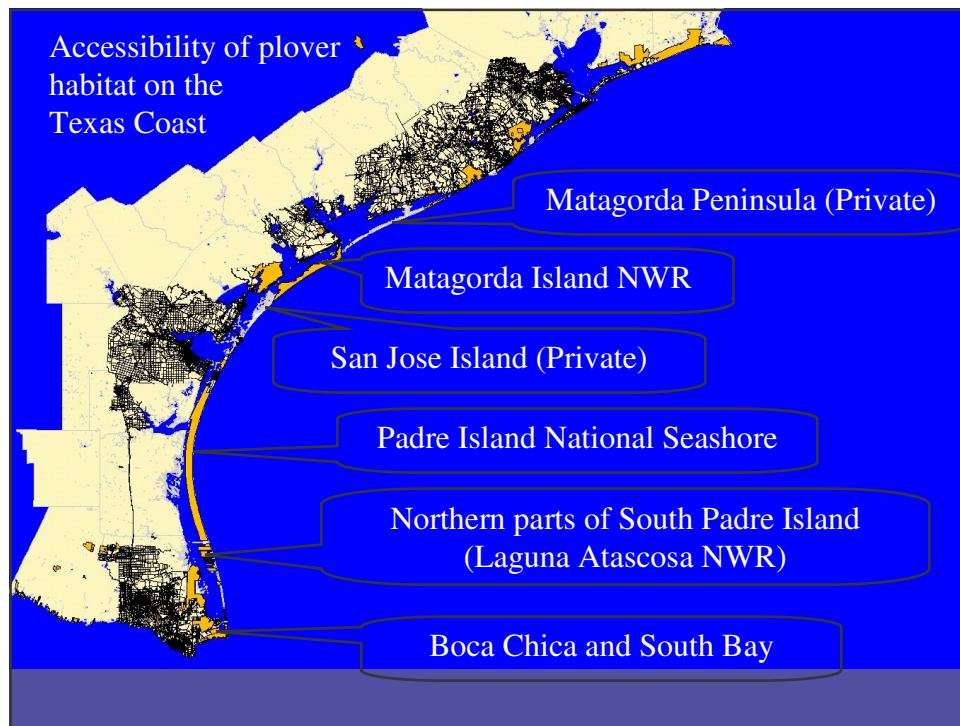 Accessibility of plover
habitat on the
Texas Coast
Matagorda Peninsula (Private)
Matagorda Island NWR
San Jose Island (Private)
Padre Island National Seashore
Northern parts of South Padre Island
(Laguna Atascosa NWR)
Boca Chica and South Bay